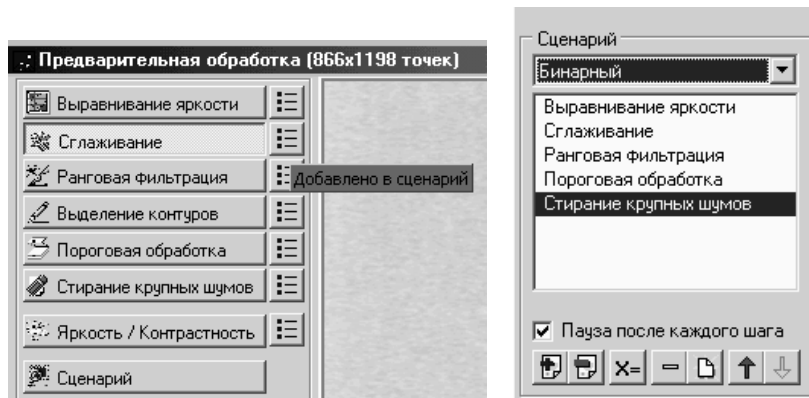 Предварительная обработка (866x1198 точек)
Выравнивание яркости
Сглаживание
Ранговая фильтрация
Добавлено в сценарий
Выделение контуров
Пороговая обработка
Стирание крупных шумов
Яркость / Контрастность
Сценарий
Сценарий
Бинарный
Выравнивание яркости
Сглаживание
Ранговая фильтрация
Пороговая обработка
Стирание крупных шумов
Пауза после каждого шага
X=